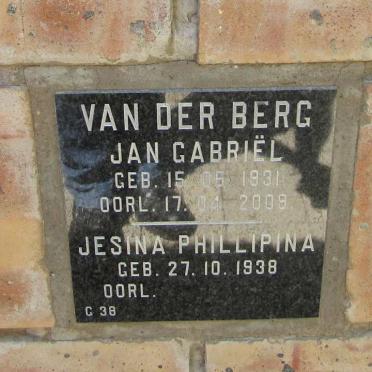 VAN DER BERG
JAN GABRIËL
GEB. 15. 06. 1931
OORL. 17. 04. 2009
JESINA PHILLIPINA
GEB. 27. 10. 1938
OORL.
C 38